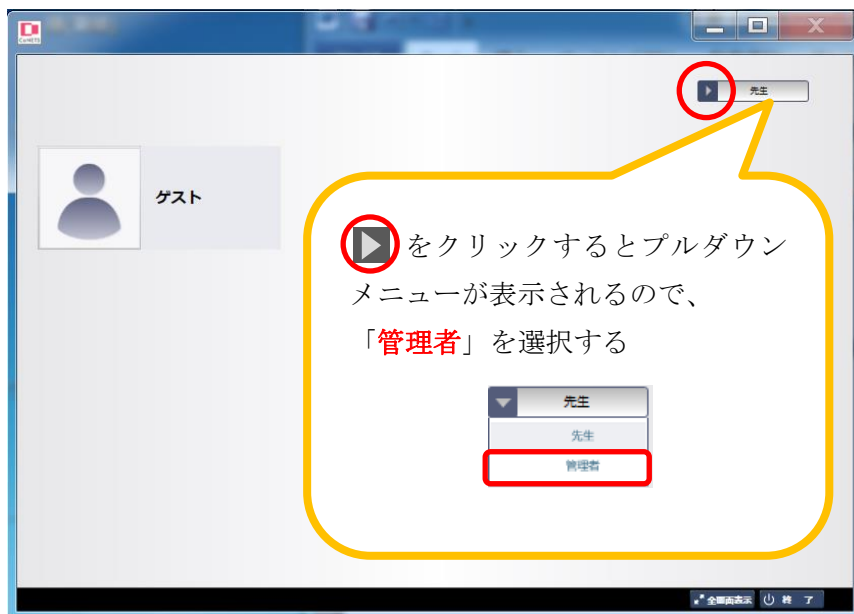 CoNETS
先生
ゲスト
をクリックするとプルダウン
メニューが表示されるので、
「管理者」を選択する
先生
先生
管理者
全画面表示 終 了